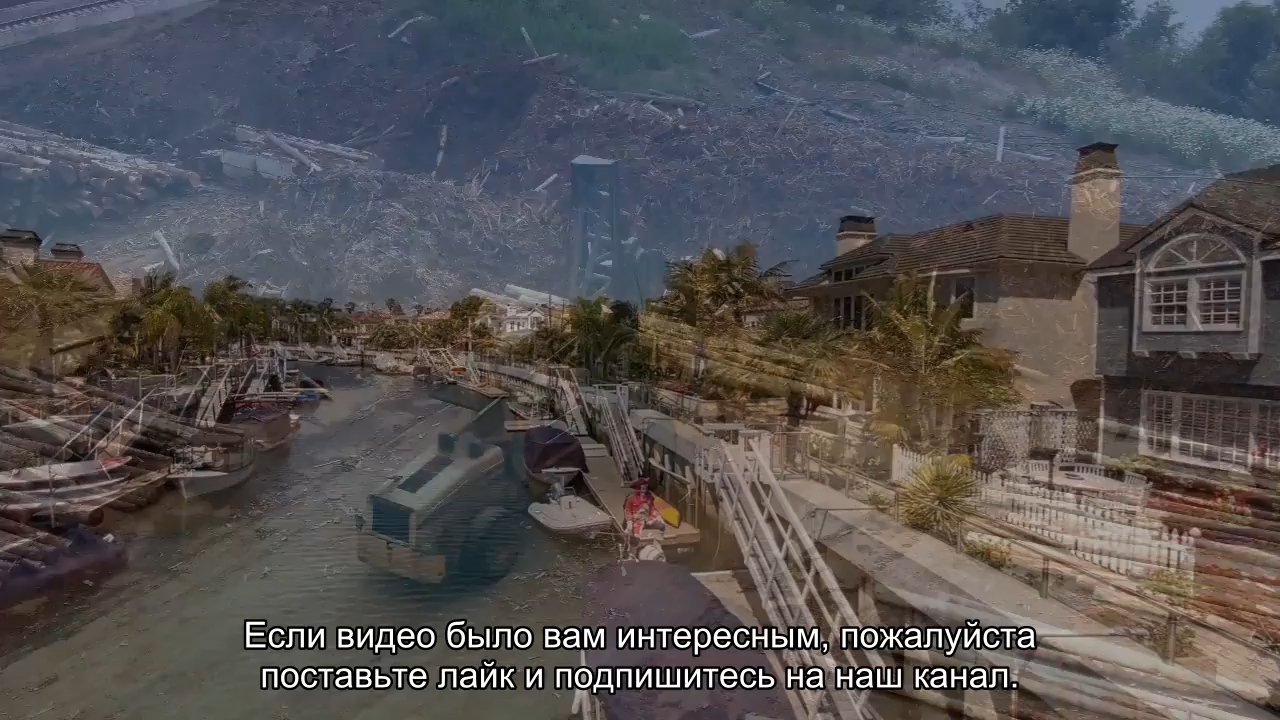 Если видео было вам интересным, пожалуйста
поставьте лайк и подпишитесь на наш канал.